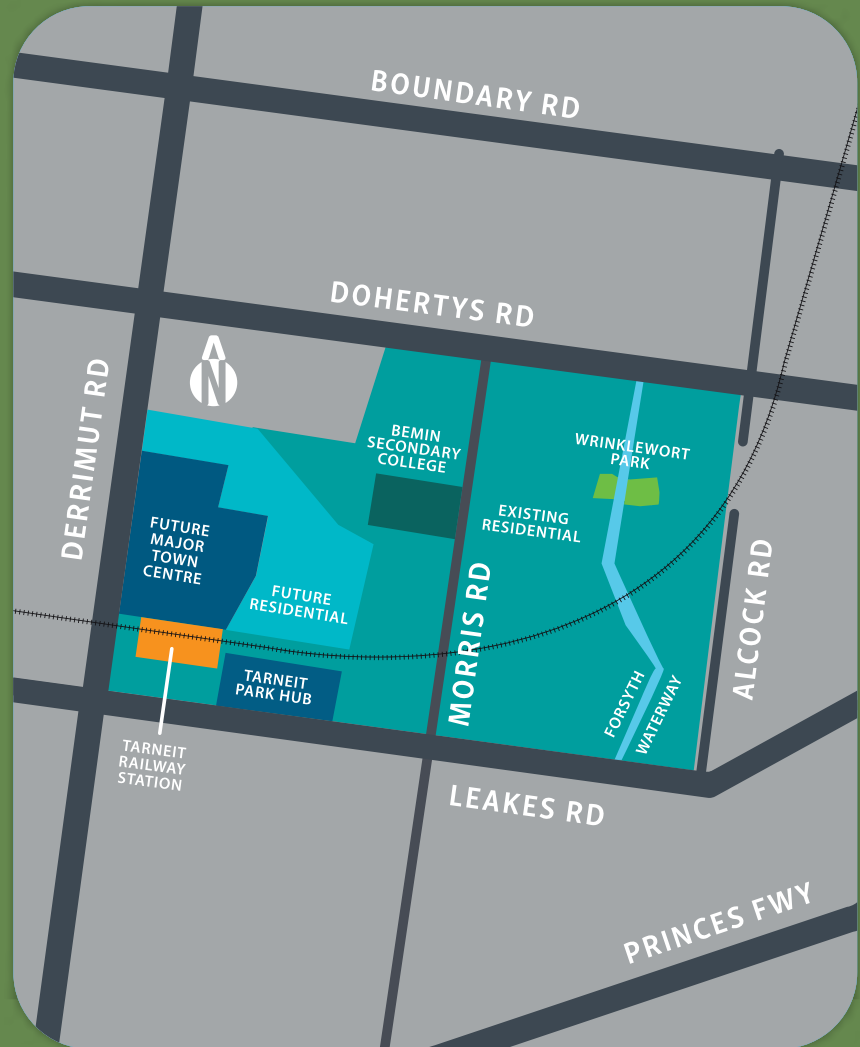 BOUNDARY RD
DOHERTYS RD
N
DERRIMUT RD
BEMIN
SECONDARY
COLLEGE
WRINKLEWORT
PARK
EXISTING
RESIDENTIAL
FUTURE
MAJOR
TOWN
CENTRE
FUTURE
RESIDENTIAL
MORRIS RD
ALCOCK RD
TARNEIT
PARK HUB
FORSYTH
WATERWAY
TARNEIT
RAILWAY
STATION
LEAKES RD
PRINCES FWY